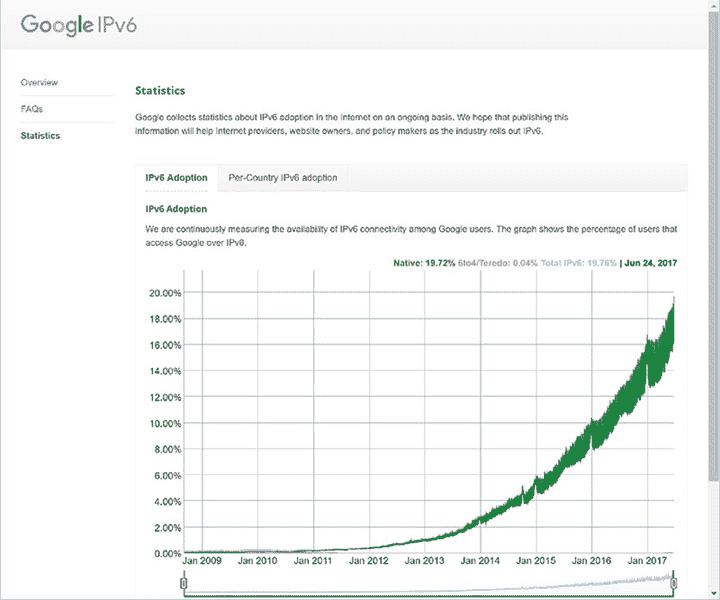 Google IPv6
Overview
FAQs
Statistics
Statistics
Google collects statistics about IPv6 adoption in the Internet on an ongoing basis. We hope that publishing this
information will help Internet providers, website owners, and policy makers as the industry rolls out IPv6.
IPv6 Adoption
Per-Country IPv6 adoption
IPv6 Adoption
We are continuously measuring the availability of IPv6 connectivity among Google users. The graph shows the percentage of users that
access Google over IPv6.
Native: 19.72% 6to4/Teredo: 0.04% Total IPv6: 19.76% | Jun 24, 2017
20.00%
18.00%
16.00%
14.00%
12.00%
10.00%
8.00%
6.00%
4.00%
2.00%
0.00%
Jan 2009 Jan 2010 Jan 2011 Jan 2012 Jan 2013 Jan 2014 Jan 2015 Jan 2016 Jan 2017